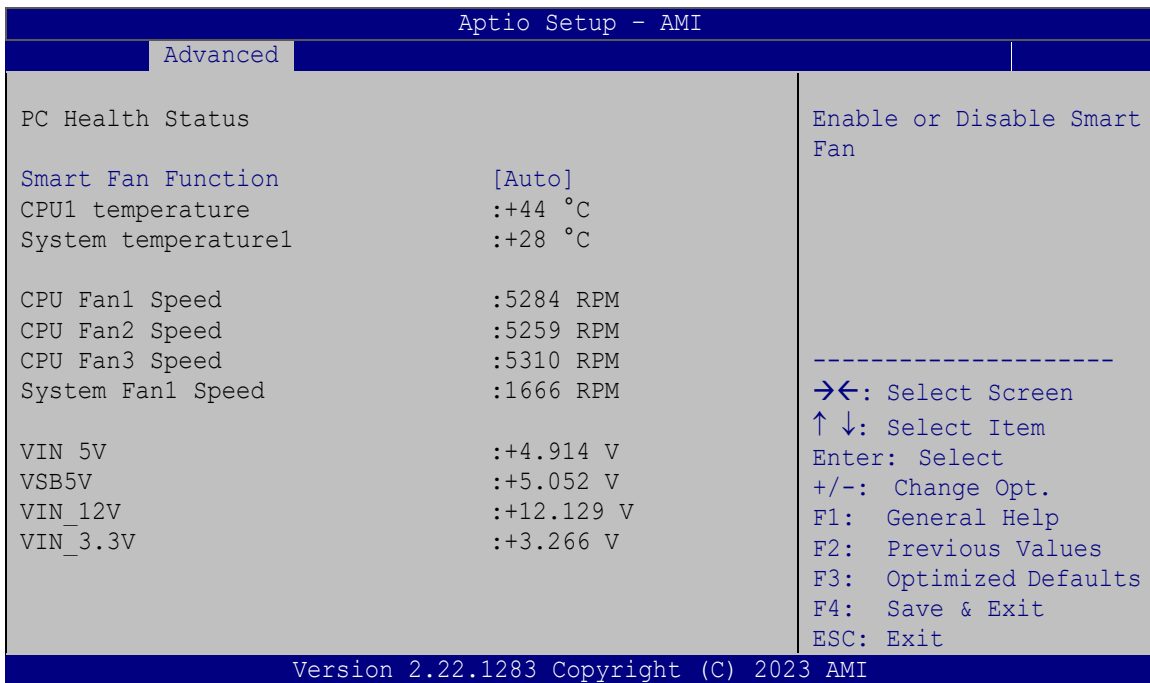 Aptio Setup – AMI
Advanced
PC Health Status
Smart Fan Function [Auto]
CPU1 temperature :+44 °C
System temperature1 :+28 °C
CPU Fan1 Speed :5284 RPM
CPU Fan2 Speed :5259 RPM
CPU Fan3 Speed :5310 RPM
System Fan1 Speed :1666 RPM
VIN 5V :+4.914 V
VSB5V :+5.052 V
VIN_12V :+12.129 V
VIN_3.3V :+3.266 V
Enable or Disable Smart
Fan
---------------------
→←: Select Screen
↑ ↓: Select Item
Enter: Select
+/-: Change Opt.
F1: General Help
F2: Previous Values
F3: Optimized Defaults
F4: Save & Exit
ESC: Exit
Version 2.22.1283 Copyright (C) 2023 AMI